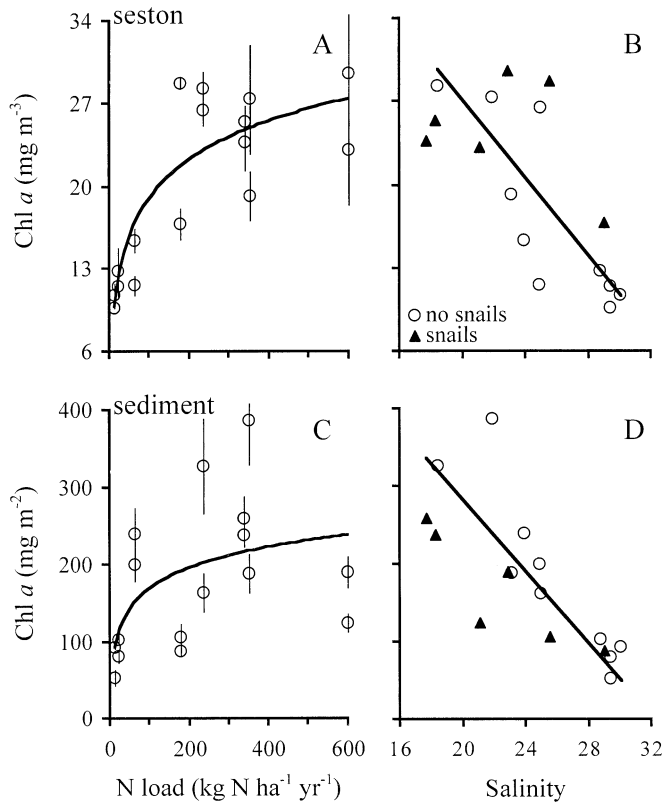 seston
A
B
34
27
20
13
6
Chl a (mg m⁻³)
no snails
snails
sediment
C
D
400
300
200
100
0
Chl a (mg m⁻²)
0
200
400
600
16
20
24
28
32
N load (kg N ha⁻¹ yr⁻¹)
Salinity